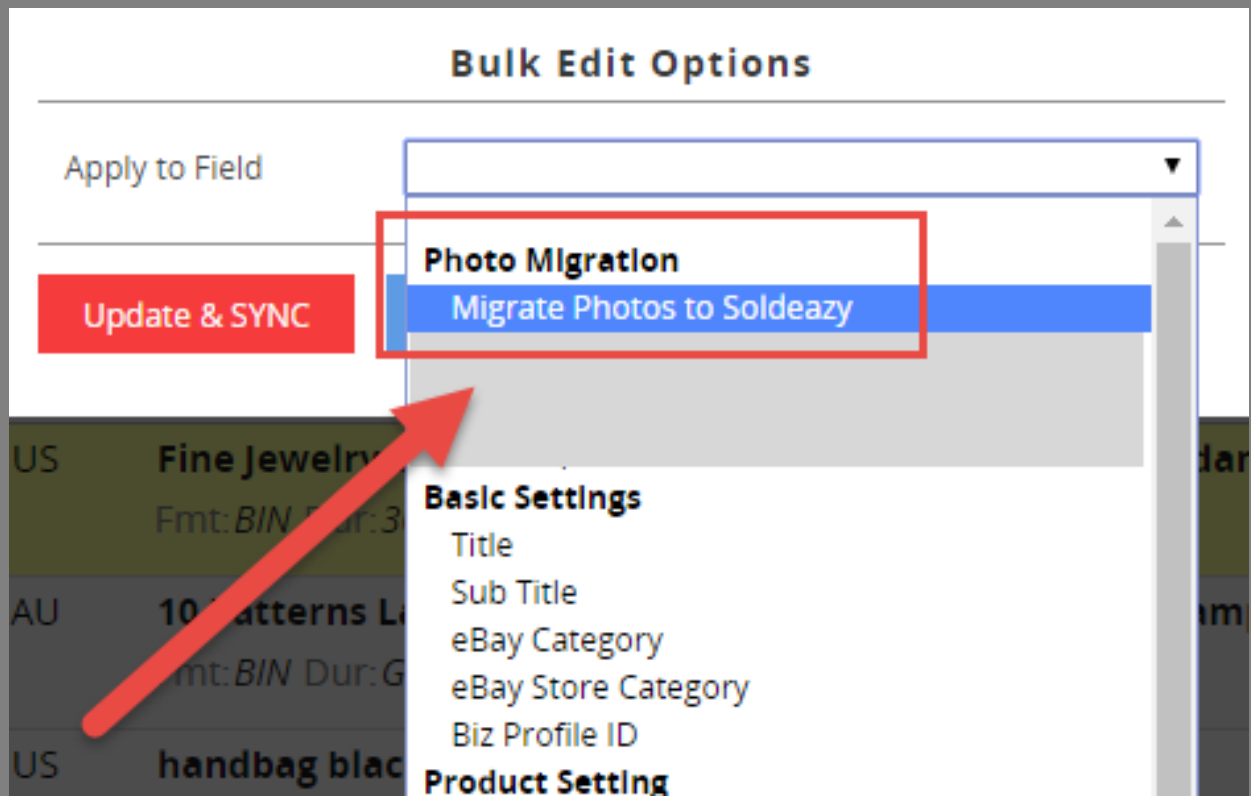 Bulk Edit Options
Apply to Field
Photo Migration
Migrate Photos to Soldeazy
Update & SYNC
US Fine Jewelry
Fmt:BIN
Basic Settings
Title
Sub Title
AU 10
eBay Category
Dur:
BIN
eBay Store Category
Biz Profile ID
US handbag
Product Setting